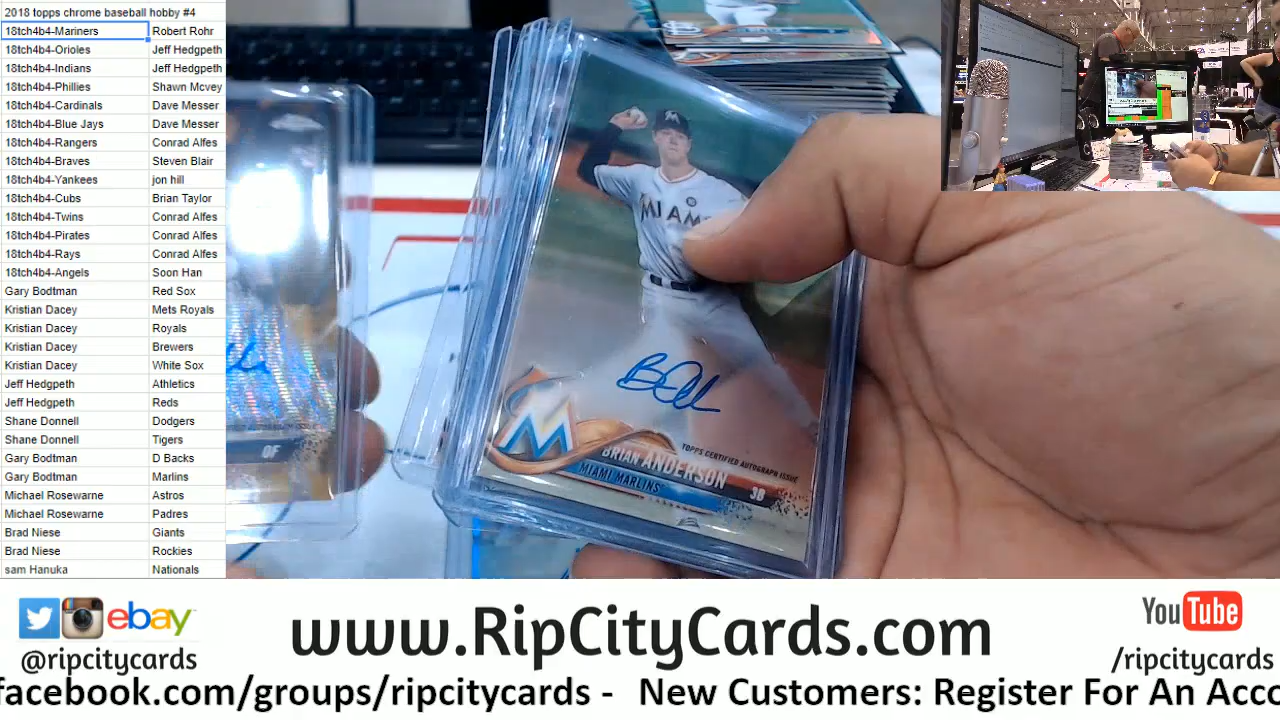 2018 topps chrome baseball hobby #4
18tch4b4-Mariners Robert Rohr
18tch4b4-Orioles Jeff Hedgpeth
18tch4b4-Indians Jeff Hedgpeth
18tch4b4-Phillies Shawn Mcvey
18tch4b4-Cardinals Dave Messer
18tch4b4-Blue Jays Dave Messer
18tch4b4-Rangers Conrad Alfes
18tch4b4-Braves Steven Blair
18tch4b4-Yankees jon hill
18tch4b4-Cubs Brian Taylor
18tch4b4-Twins Conrad Alfes
18tch4b4-Pirates Conrad Alfes
18tch4b4-Rays Conrad Alfes
18tch4b4-Angels Soon Han
Gary Bodtman Red Sox
Kristian Dacey Mets Royals
Kristian Dacey Royals
Kristian Dacey Brewers
Kristian Dacey White Sox
Jeff Hedgpeth Athletics
Jeff Hedgpeth Reds
Shane Donnell Dodgers
Shane Donnell Tigers
Gary Bodtman D Backs
Gary Bodtman Marlins
Michael Rosewarne Astros
Michael Rosewarne Padres
Brad Niese Giants
Brad Niese Rockies
sam Hanuka Nationals
OF
MIAM
M
TOPPS CERTIFIED AUTOGRAPH ISSUE
BRIAN ANDERSON 3B
MIAMI MARLINS
ebay
@ripcitycards
www.RipCityCards.com
YouTube
/ripcitycards
facebook.com/groups/ripcitycards - New Customers: Register For An Acco